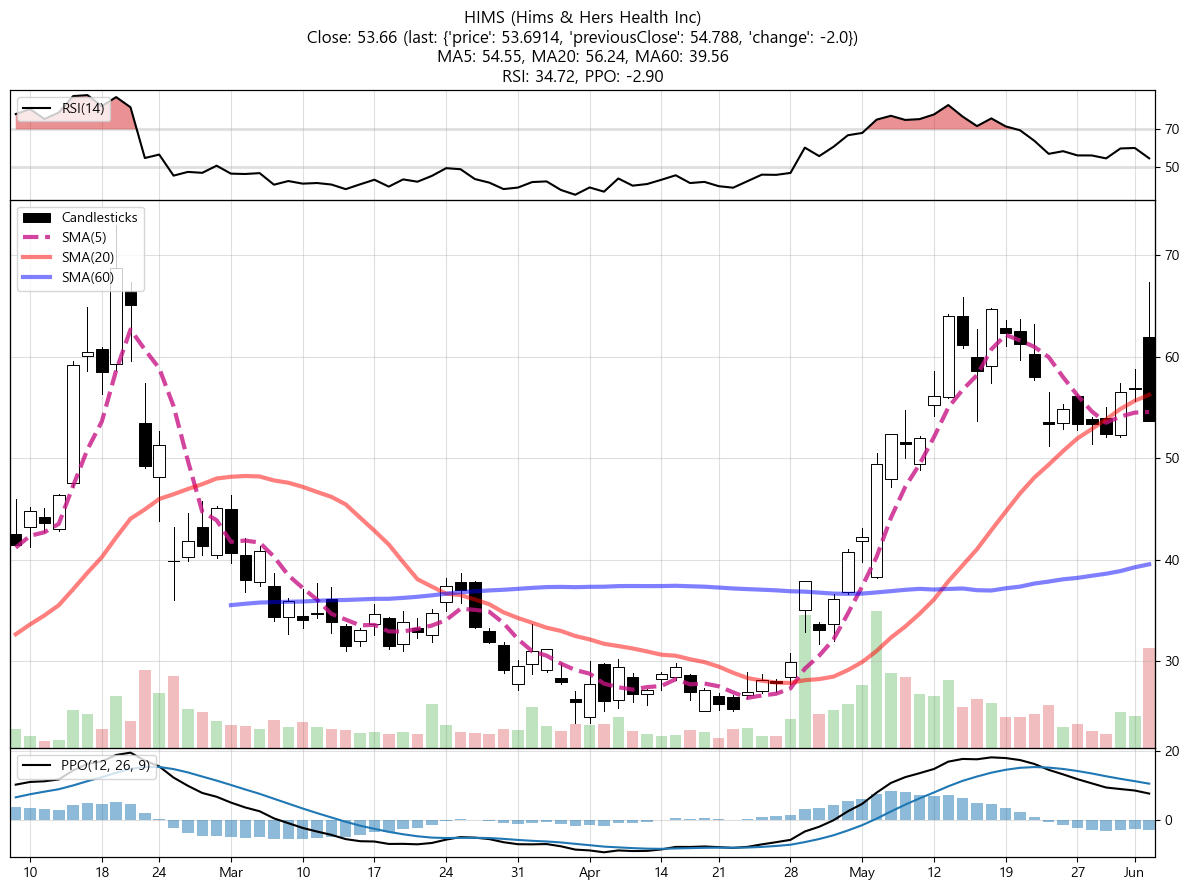 HIMS (Hims & Hers Health Inc)
Close: 53.66 (last: {'price': 53.6914, 'previousClose': 54.788, 'change': -2.0})
MA5: 54.55, MA20: 56.24, MA60: 39.56
RSI: 34.72, PPO: -2.90
RSI(14)
70
50
Candlesticks
SMA(5)
SMA(20)
SMA(60)
70
60
50
40
30
PPO(12, 26, 9)
20
0
10 18 24 Mar 10 17 24 31 Apr 14 21 28 May 12 19 27 Jun